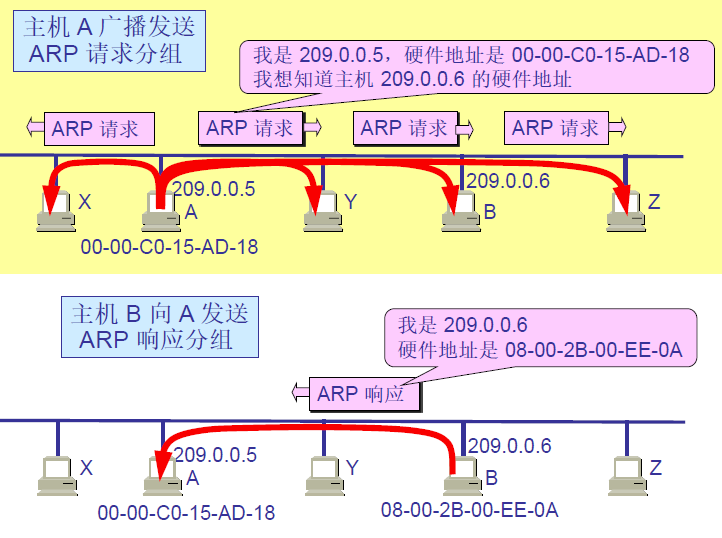 主机 A 广播发送
ARP 请求分组
我是 209.0.0.5，硬件地址是 00-00-C0-15-AD-18
我想知道主机 209.0.0.6 的硬件地址
ARP 请求
ARP 请求
ARP 请求
ARP 请求
209.0.0.5
209.0.0.6
X
A
Y
B
Z
00-00-C0-15-AD-18
主机 B 向 A 发送
ARP 响应分组
我是 209.0.0.6
硬件地址是 08-00-2B-00-EE-0A
ARP 响应
209.0.0.5
209.0.0.6
X
A
Y
B
Z
00-00-C0-15-AD-18
08-00-2B-00-EE-0A